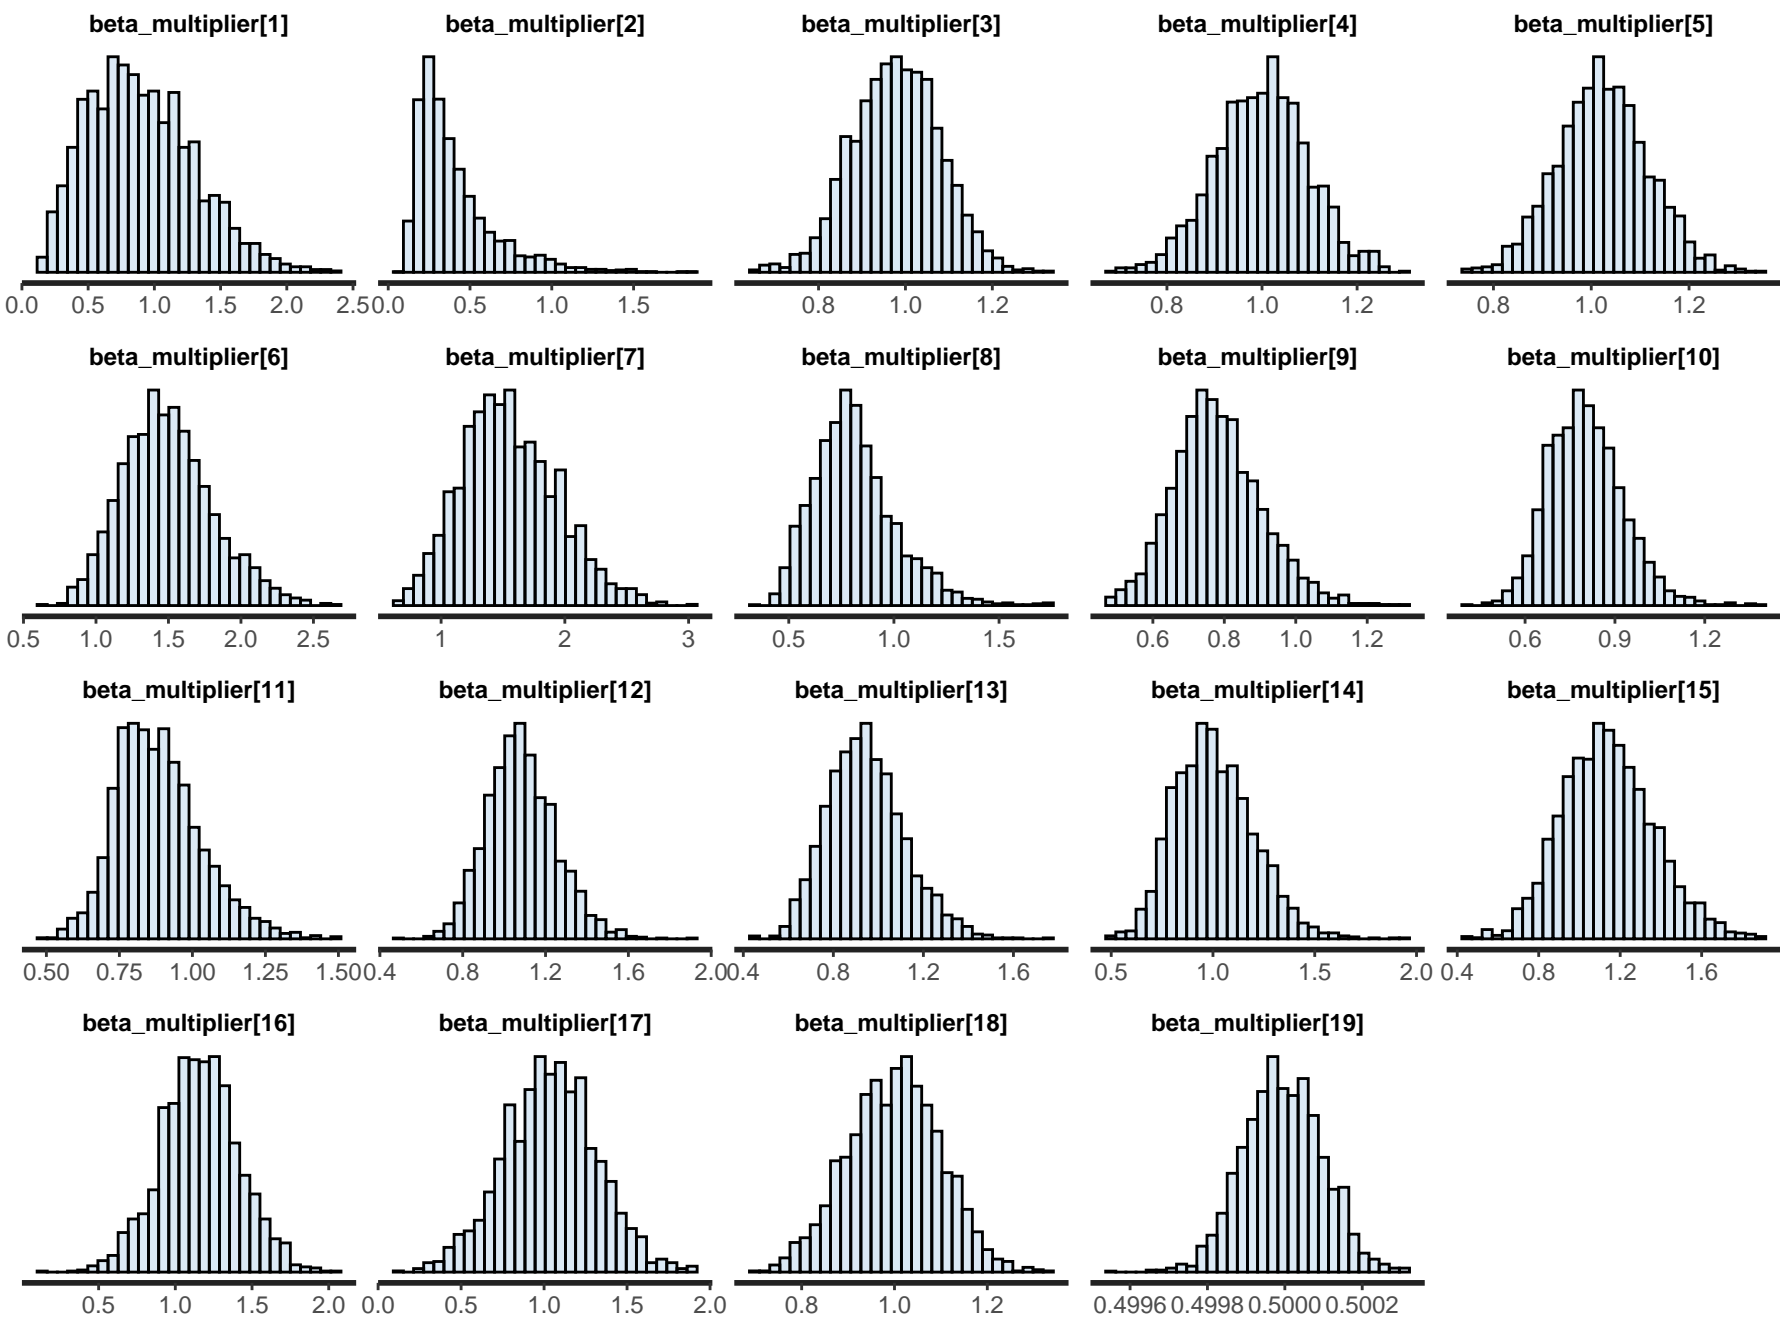 beta_multiplier[1] beta_multiplier[2] beta_multiplier[3] beta_multiplier[4] beta_multiplier[5]
0.0 0.5 1.0 1.5 2.0 2.5 0.0 0.5 1.0 1.5 0.8 1.0 1.2 0.8 1.0 1.2 0.8 1.0 1.2
beta_multiplier[6] beta_multiplier[7] beta_multiplier[8] beta_multiplier[9] beta_multiplier[10]
0.5 1.0 1.5 2.0 2.5 1 2 3 0.5 1.0 1.5 0.6 0.8 1.0 1.2 0.6 0.9 1.2
beta_multiplier[11] beta_multiplier[12] beta_multiplier[13] beta_multiplier[14] beta_multiplier[15]
0.50 0.75 1.00 1.25 1.50 0.4 0.8 1.2 1.6 2.0 0.4 0.8 1.2 1.6 0.5 1.0 1.5 2.0 0.4 0.8 1.2 1.6
beta_multiplier[16] beta_multiplier[17] beta_multiplier[18] beta_multiplier[19]
0.5 1.0 1.5 2.0 0.0 0.5 1.0 1.5 2.0 0.8 1.0 1.2 0.4996 0.4998 0.5000 0.5002